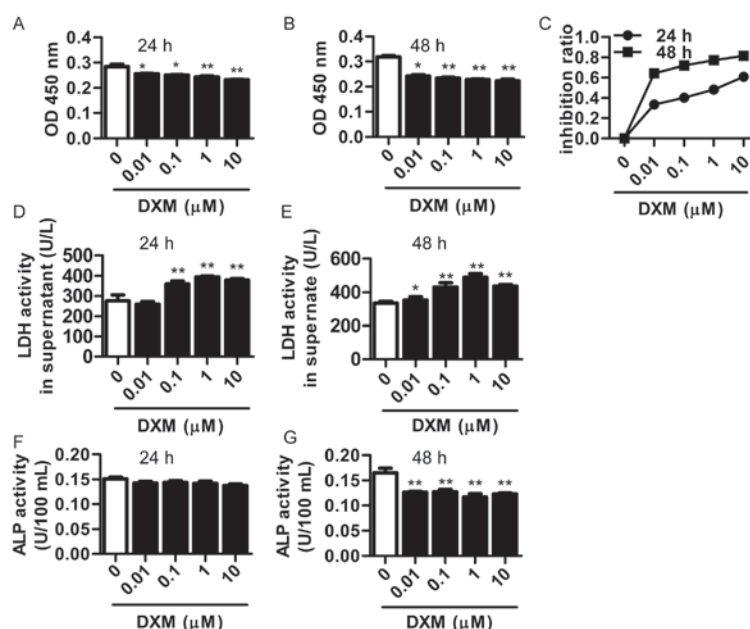 A
24 h
OD 450 nm
0.4
0.3
0.2
0.1
0.0
* * ** **
0 0.01 0.1 1 10
DXM (μM)
B
48 h
OD 450 nm
0.4
0.3
0.2
0.1
0.0
* ** ** **
0 0.01 0.1 1 10
DXM (μM)
C
inhibition ratio
1.0
0.8
0.6
0.4
0.2
0.0
24 h
48 h
0 0.01 0.1 1 10
DXM (μM)
D
24 h
LDH activity
in supernatant (U/L)
500
400
300
200
100
0
** ** **
0 0.01 0.1 1 10
DXM (μM)
E
48 h
LDH activity
in supernate (U/L)
600
400
200
0
* ** ** **
0 0.01 0.1 1 10
DXM (μM)
F
24 h
ALP activity
(U/100 mL)
0.20
0.15
0.10
0.05
0.00
0 0.01 0.1 1 10
DXM (μM)
G
48 h
ALP activity
(U/100 mL)
0.20
0.15
0.10
0.05
0.00
** ** ** **
0 0.01 0.1 1 10
DXM (μM)